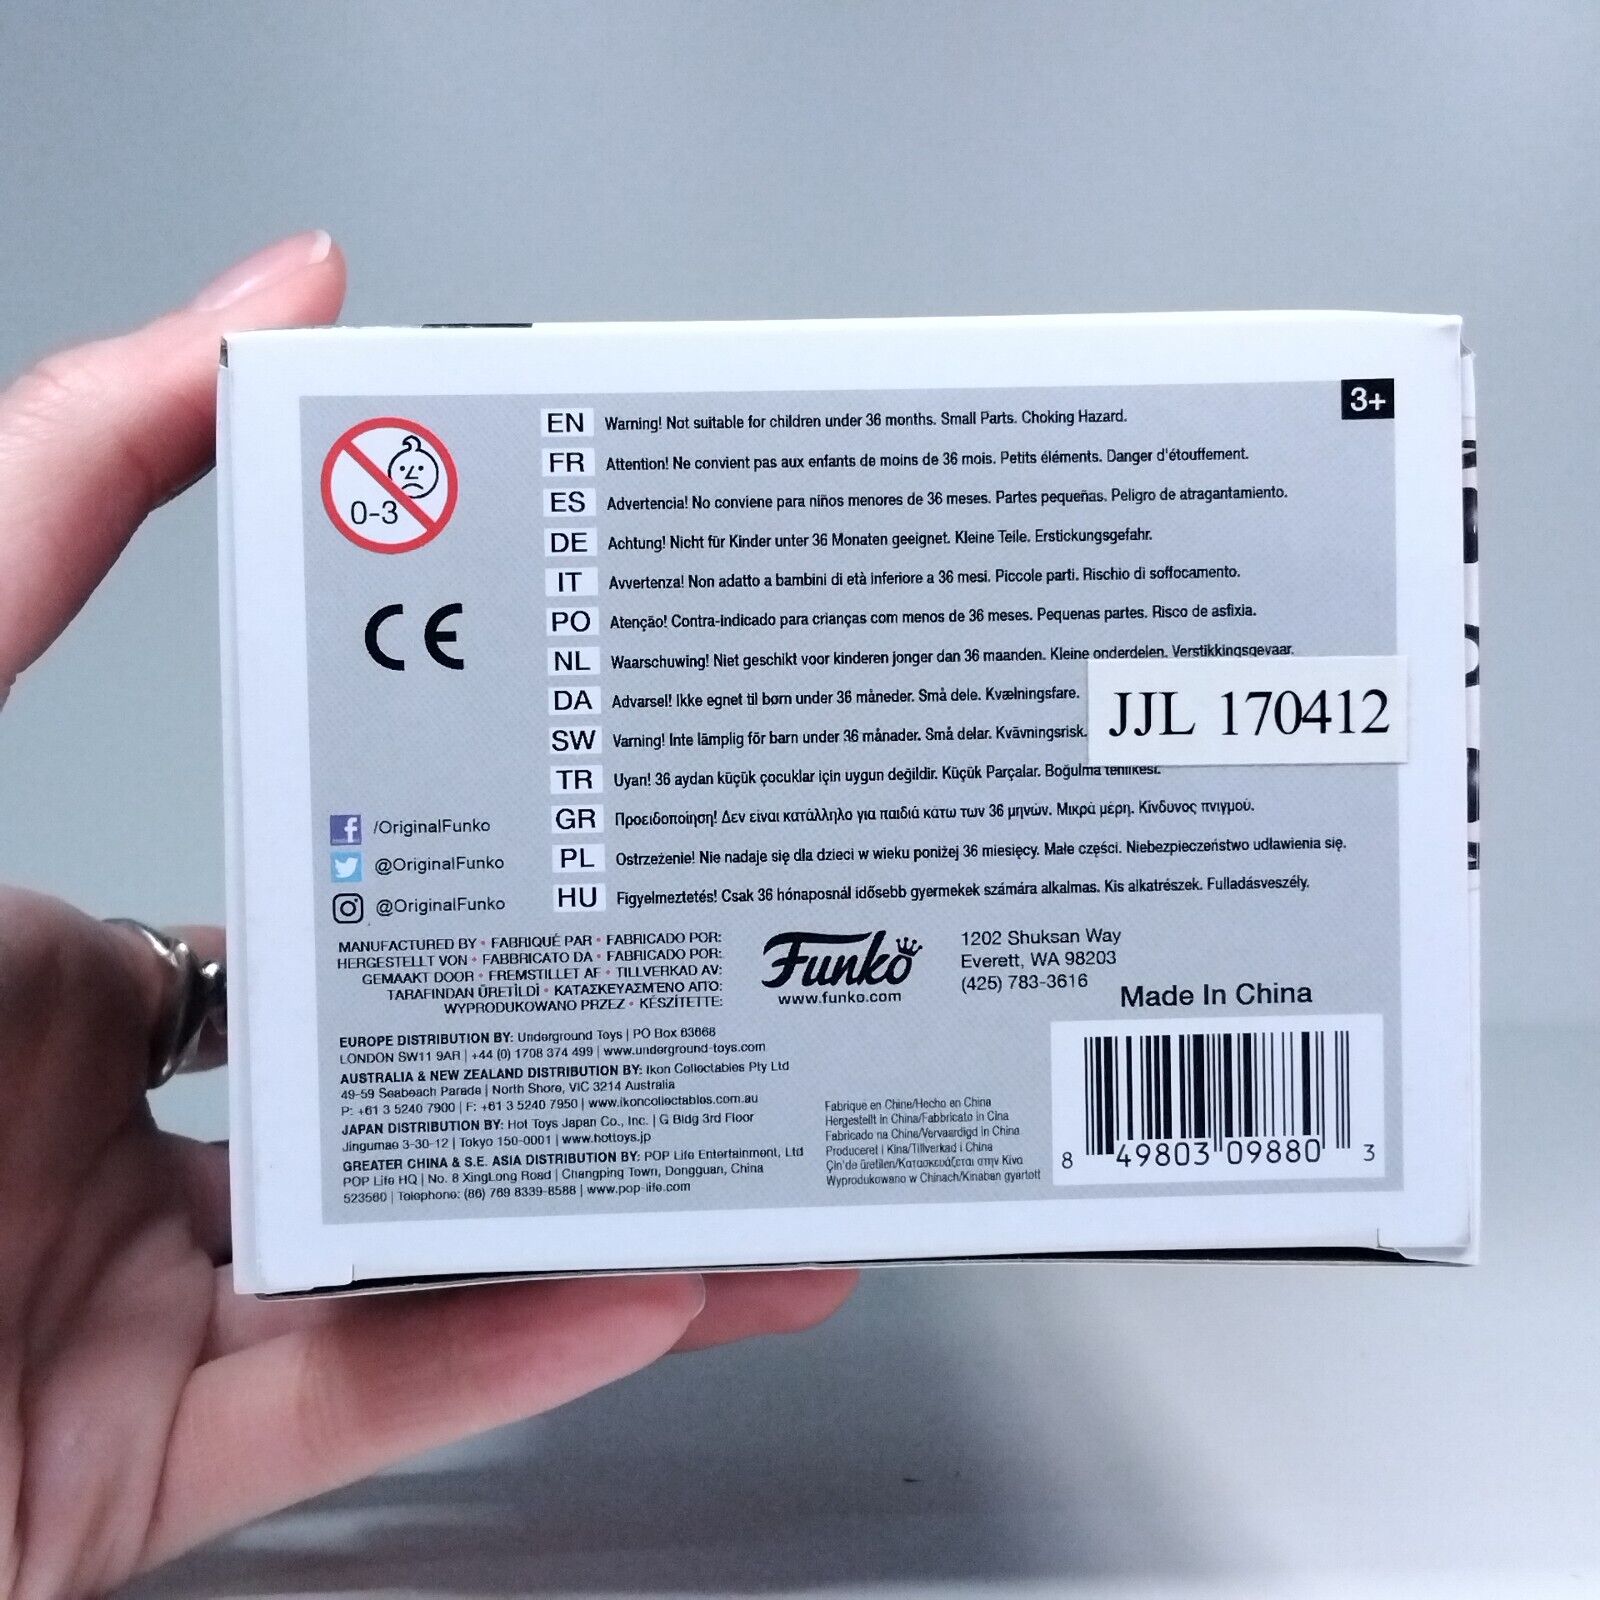 3+
0-3
CE
EN Warning! Not suitable for children under 36 months. Small Parts. Choking Hazard.
FR Attention! Ne convient pas aux enfants de moins de 36 mois. Petits éléments. Danger d'étouffement.
ES Advertencia! No conviene para niños menores de 36 meses. Partes pequeñas. Peligro de atragantamiento.
DE Achtung! Nicht für Kinder unter 36 Monaten geeignet. Kleine Teile. Erstickungsgefahr.
IT Avvertenza! Non adatto a bambini di età inferiore a 36 mesi. Piccole parti. Rischio di soffocamento.
PO Atenção! Contra-indicado para crianças com menos de 36 meses. Pequenas partes. Risco de asfixia.
NL Waarschuwing! Niet geschikt voor kinderen jonger dan 36 maanden. Kleine onderdelen. Verstikkingsgevaar.
DA Advarsel! Ikke egnet til børn under 36 måneder. Små dele. Kvælningsfare.
SW Varning! Inte lämplig för barn under 36 månader. Små delar. Kvävningsrisk.
JJL 170412
TR Uyarı! 36 aydan küçük çocuklar için uygun değildir. Küçük Parçalar. Boğulma tehlikesi.
GR Προειδοποίηση! Δεν είναι κατάλληλο για παιδιά κάτω των 36 μηνών. Μικρά μέρη. Κίνδυνος πνιγμού.
PL Ostrzeżenie! Nie nadaje się dla dzieci w wieku poniżej 36 miesięcy. Małe części. Niebezpieczeństwo udławienia się.
HU Figyelmeztetés! Csak 36 hónaposnál idősebb gyermekek számára alkalmas. Kis alkatrészek. Fulladásveszély.
/OriginalFunko
@OriginalFunko
@OriginalFunko
MANUFACTURED BY • FABRIQUÉ PAR • FABRICADO POR:
HERGESTELLT VON • FABBRICATO DA • FABRICADO POR:
GEMAAKT DOOR • FREMSTILLET AF • TILLVERKAD AV:
TARAFINDAN ÜRETİLDİ • ΚΑΤΑΣΚΕΥΑΣΜΈΝΟ ΑΠΌ:
WYPRODUKOWANO PRZEZ • KÉSZÍTETTE:
Funko
www.funko.com
1202 Shuksan Way
Everett, WA 98203
(425) 783-3616
Made In China
EUROPE DISTRIBUTION BY: Underground Toys | PO Box 63668
LONDON SW11 9AR | +44 (0) 1708 374 499 | www.underground-toys.com
AUSTRALIA & NEW ZEALAND DISTRIBUTION BY: Ikon Collectables Pty Ltd
49-59 Seabeach Parade | North Shore, VIC 3214 Australia
P: +61 3 5240 7900 | F: +61 3 5240 7950 | www.ikoncollectables.com.au
JAPAN DISTRIBUTION BY: Hot Toys Japan Co., Inc. | G Bldg 3rd Floor
Jingumae 3-30-12 | Tokyo 150-0001 | www.hottoys.jp
GREATER CHINA & S.E. ASIA DISTRIBUTION BY: POP Life Entertainment, Ltd
POP Life HQ | No. 8 XingLong Road | Changping Town, Dongguan, China
523560 | Telephone: (86) 769 8339-8588 | www.pop-life.com
Fabriqué en Chine/Hecho en China
Hergestellt in China/Fabbricato in Cina
Fabricado na China/Vervaardigd in China
Produceret i Kina/Tillverkad i China
Çin'de üretilen/Κατασκευάζεται στην Κίνα
Wyprodukowano w Chinach/Kínában gyártott
8 49803 09880 3